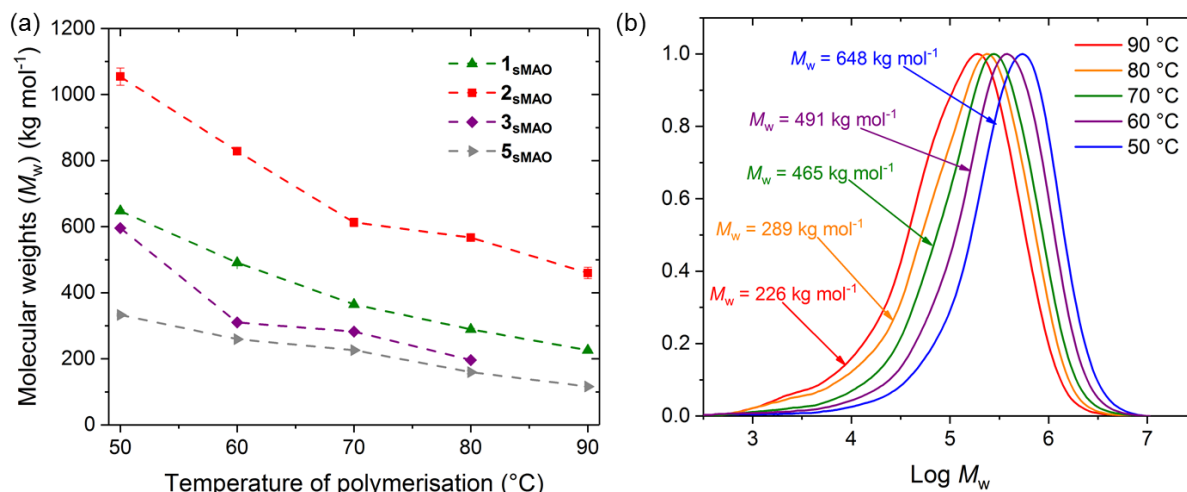 (a)
Molecular weights (Mw) (kg mol-1)
1200
1000
800
600
400
200
0
50
60
70
80
90
Temperature of polymerisation (°C)
1sMAO
2sMAO
3sMAO
5sMAO
(b)
1.0
0.8
0.6
0.4
0.2
0.0
3
4
5
6
7
Log Mw
Mw = 648 kg mol-1
Mw = 491 kg mol-1
Mw = 465 kg mol-1
Mw = 289 kg mol-1
Mw = 226 kg mol-1
90 °C
80 °C
70 °C
60 °C
50 °C